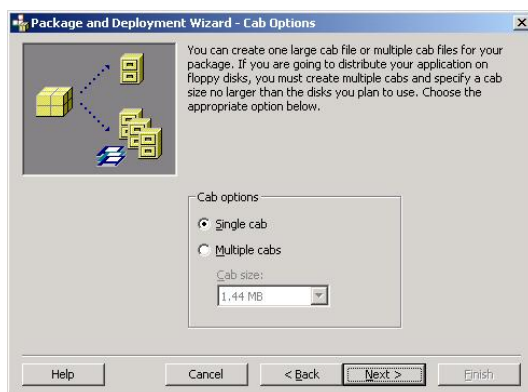 Package and Deployment Wizard - Cab Options
You can create one large cab file or multiple cab files for your
package. If you are going to distribute your application on
floppy disks, you must create multiple cabs and specify a cab
size no larger than the disks you plan to use. Choose the
appropriate option below.
Cab options
Single cab
Multiple cabs
Cab size:
1.44 MB
Help Cancel < Back Next > Finish